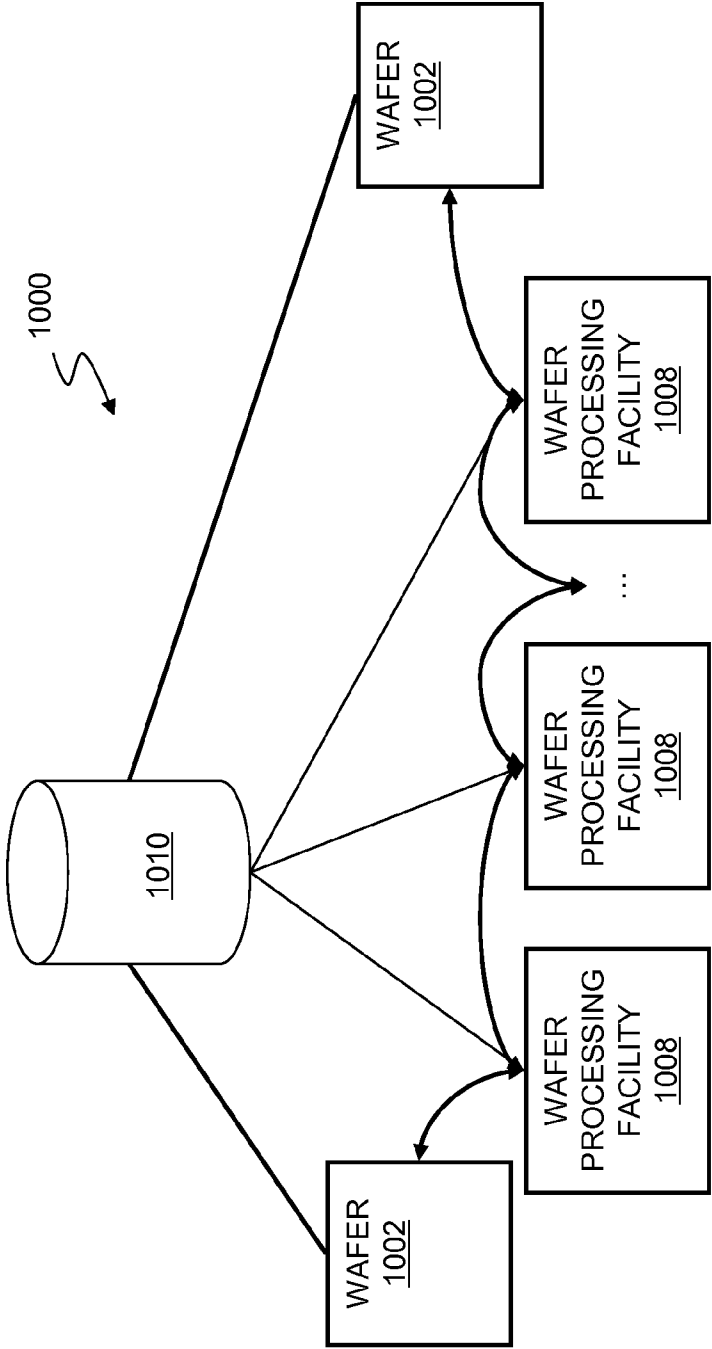 1000
1010
WAFER
1002
WAFER
1002
WAFER
PROCESSING
FACILITY
1008
WAFER
PROCESSING
FACILITY
1008
...
WAFER
PROCESSING
FACILITY
1008